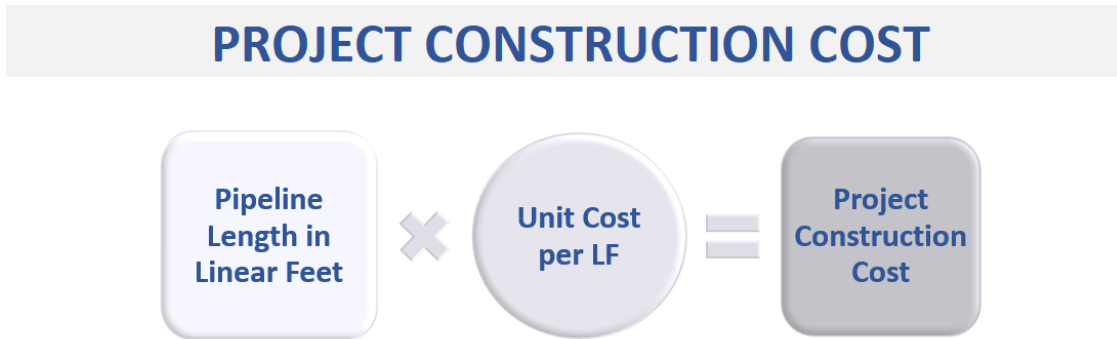 PROJECT CONSTRUCTION COST
Pipeline
Length in
Linear Feet
Unit Cost
per LF
Project
Construction
Cost